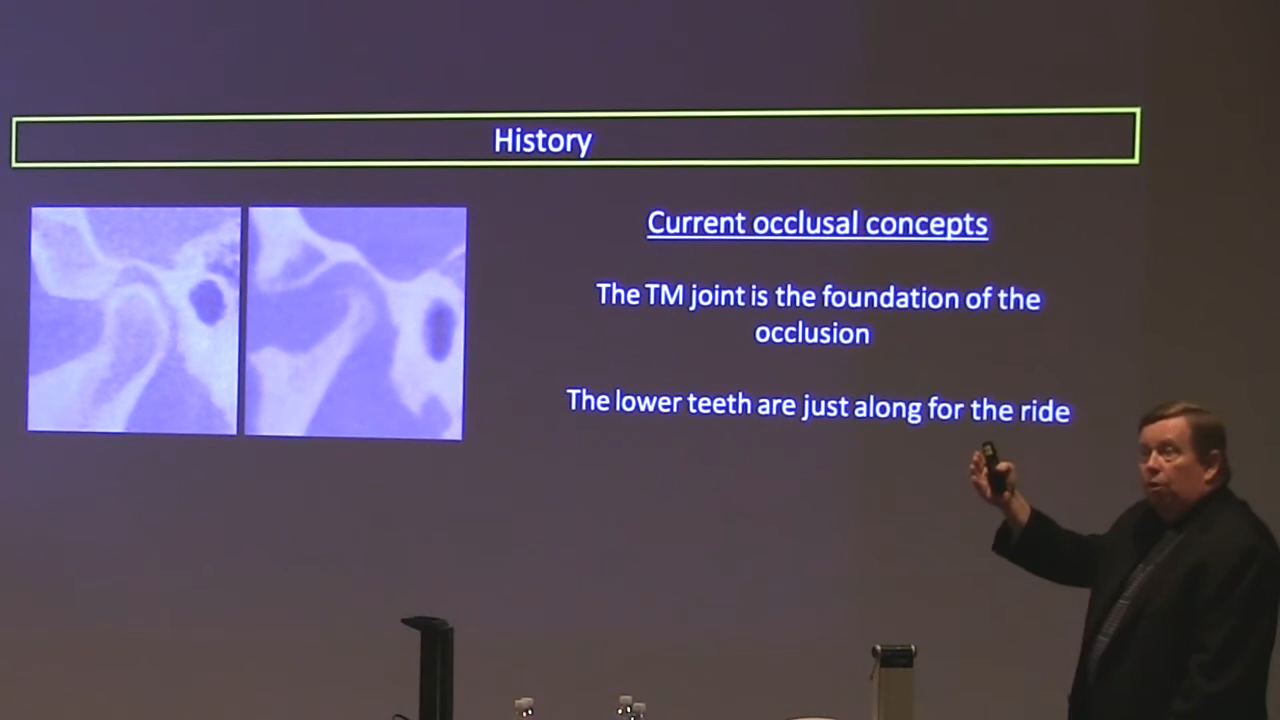 History
Current occlusal concepts
The TM joint is the foundation of the
occlusion
The lower teeth are just along for the ride